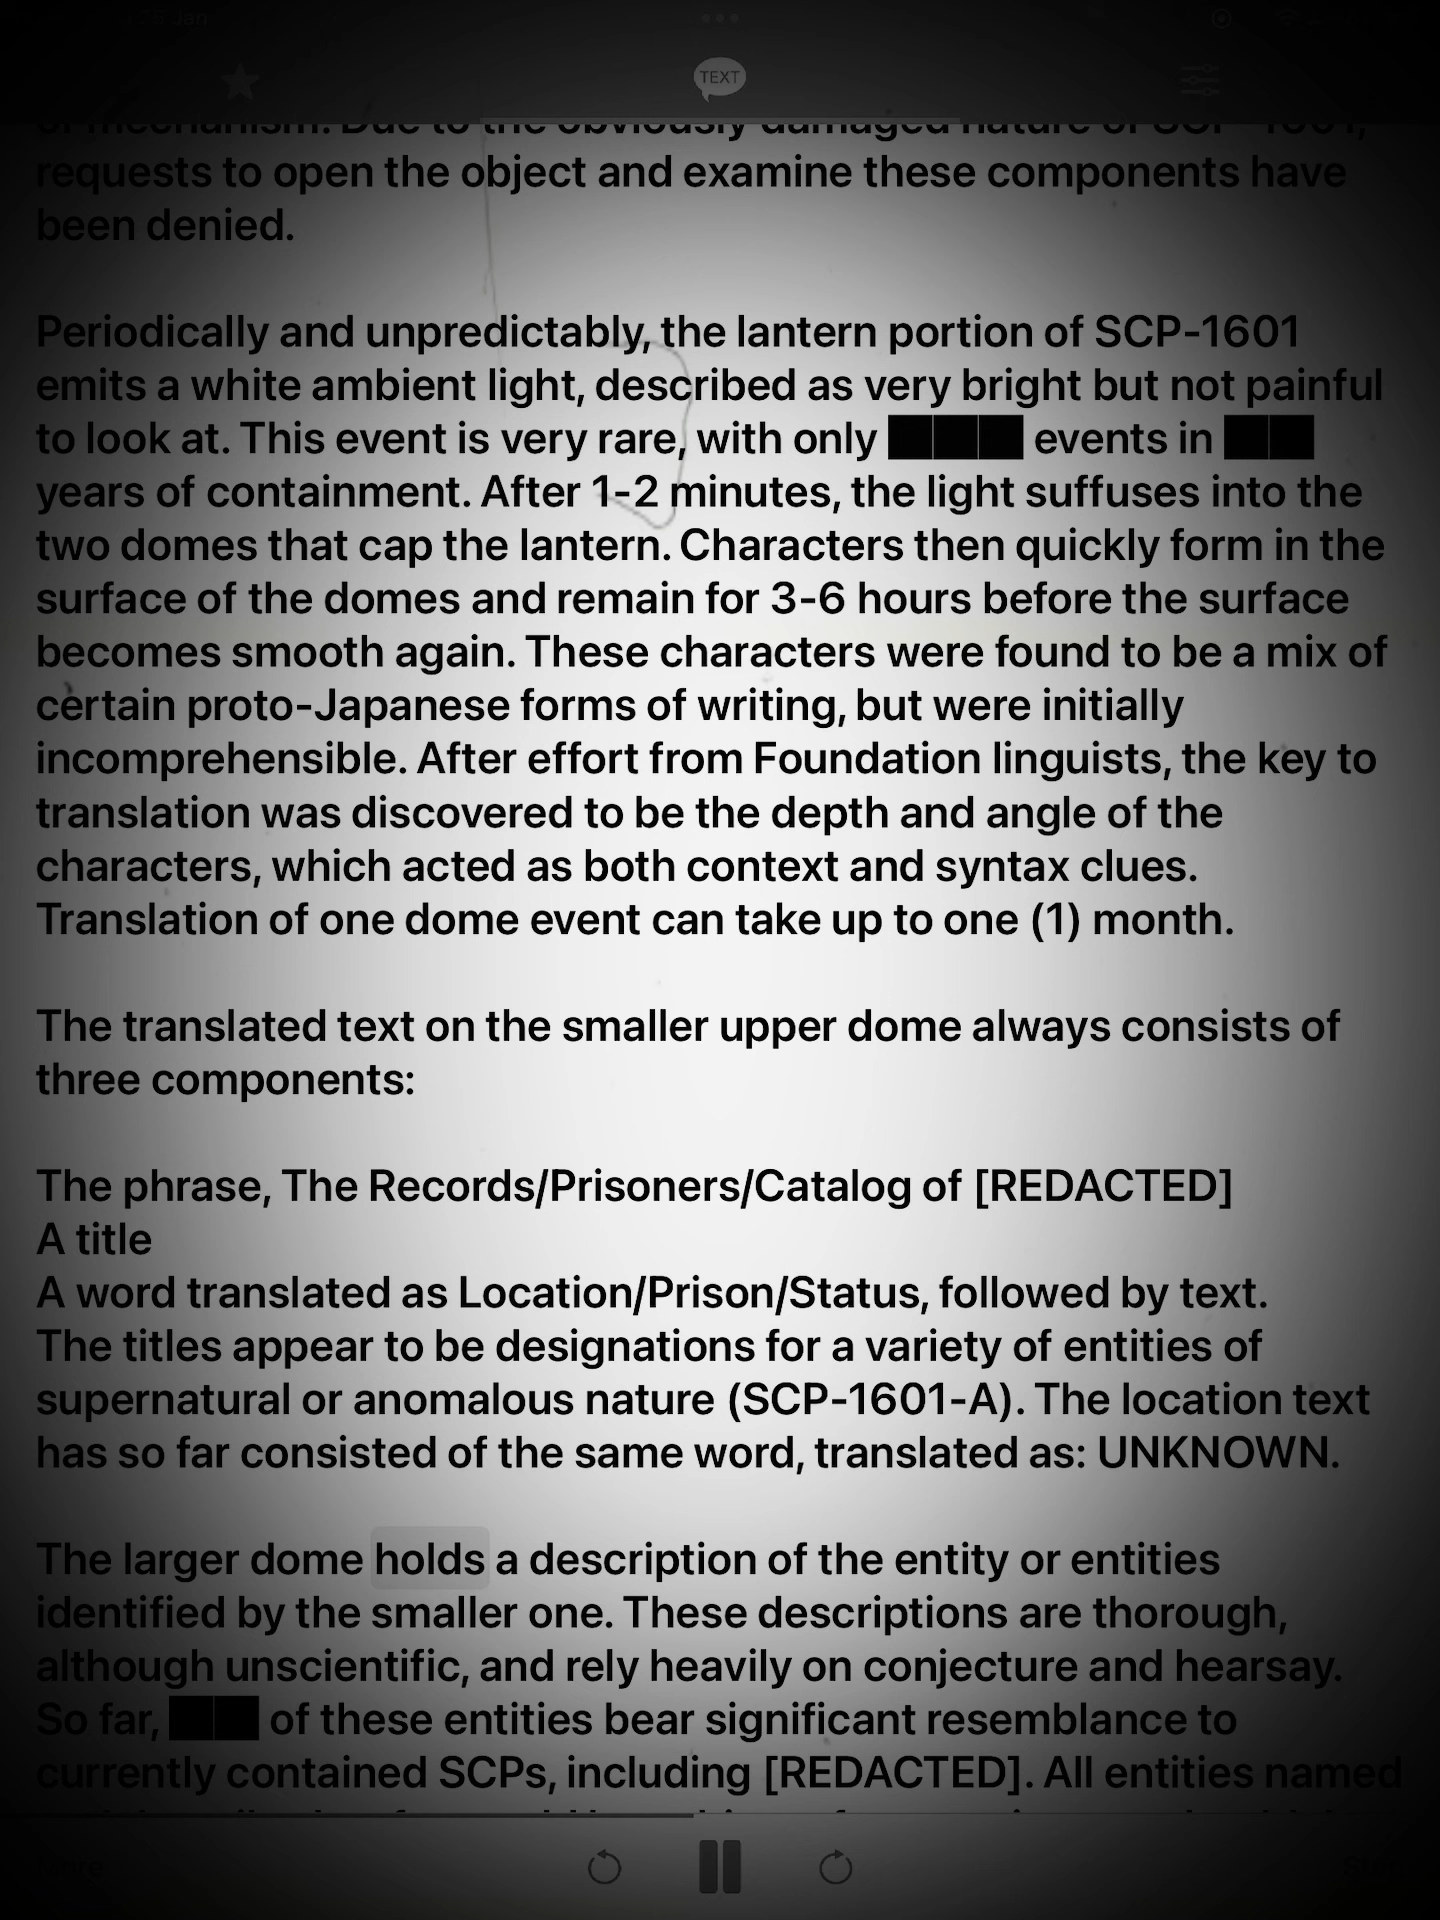 25 Jan
TEXT
of mechanism. Due to the obviously damaged nature of SCP-1601,
requests to open the object and examine these components have
been denied.
Periodically and unpredictably, the lantern portion of SCP-1601
emits a white ambient light, described as very bright but not painful
to look at. This event is very rare, with only ███ events in ██
years of containment. After 1-2 minutes, the light suffuses into the
two domes that cap the lantern. Characters then quickly form in the
surface of the domes and remain for 3-6 hours before the surface
becomes smooth again. These characters were found to be a mix of
certain proto-Japanese forms of writing, but were initially
incomprehensible. After effort from Foundation linguists, the key to
translation was discovered to be the depth and angle of the
characters, which acted as both context and syntax clues.
Translation of one dome event can take up to one (1) month.
The translated text on the smaller upper dome always consists of
three components:
The phrase, The Records/Prisoners/Catalog of [REDACTED]
A title
A word translated as Location/Prison/Status, followed by text.
The titles appear to be designations for a variety of entities of
supernatural or anomalous nature (SCP-1601-A). The location text
has so far consisted of the same word, translated as: UNKNOWN.
The larger dome holds a description of the entity or entities
identified by the smaller one. These descriptions are thorough,
although unscientific, and rely heavily on conjecture and hearsay.
So far, ██ of these entities bear significant resemblance to
currently contained SCPs, including [REDACTED]. All entities named